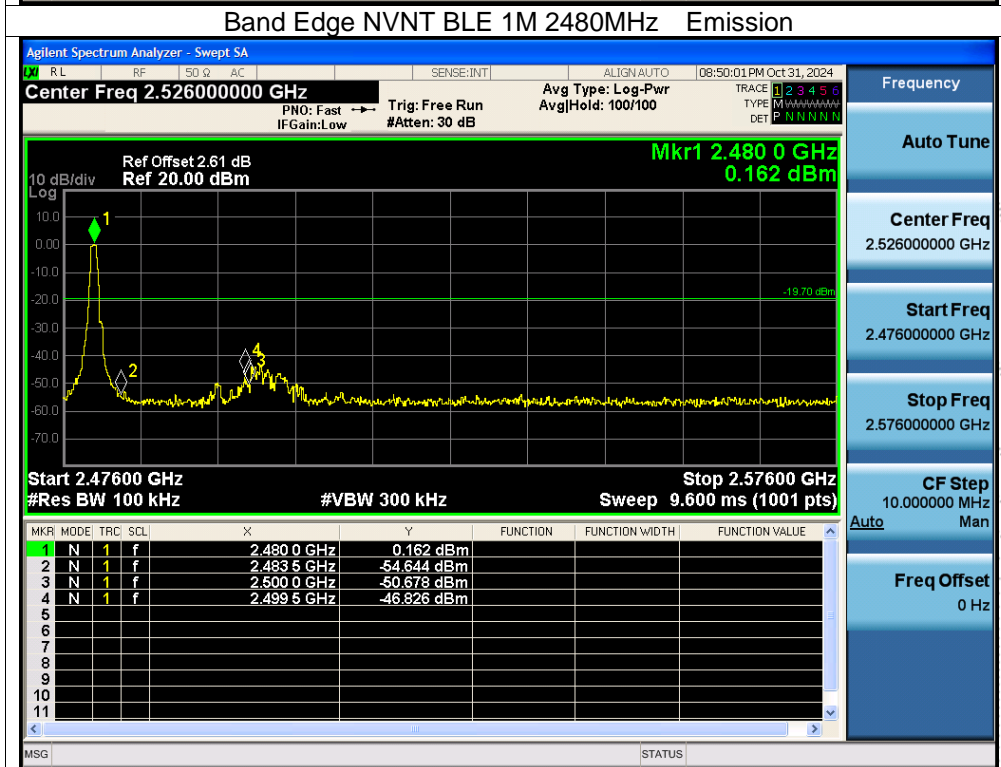 Band Edge NVNT BLE 1M 2480MHz Emission
Agilent Spectrum Analyzer - Swept SA
LXI RL RF 50 Ω AC SENSE:INT ALIGN AUTO 08:50:01 PM Oct 31, 2024
Center Freq 2.526000000 GHz
PNO: Fast
IFGain:Low
Trig: Free Run
#Atten: 30 dB
Avg Type: Log-Pwr
Avg|Hold: 100/100
TRACE 1 2 3 4 5 6
TYPE MWWWWW
DET P N N N N N
Frequency
Auto Tune
Center Freq
2.526000000 GHz
Start Freq
2.476000000 GHz
Stop Freq
2.576000000 GHz
CF Step
10.000000 MHz
Auto Man
Freq Offset
0 Hz
Ref Offset 2.61 dB
10 dB/div Ref 20.00 dBm
Log
Mkr1 2.480 0 GHz
0.162 dBm
10.0
0.00
-10.0
-20.0
-30.0
-40.0
-50.0
-60.0
-70.0
1
2
4
3
-19.70 dBm
Start 2.47600 GHz Stop 2.57600 GHz
#Res BW 100 kHz #VBW 300 kHz Sweep 9.600 ms (1001 pts)
MKR MODE TRC SCL X Y FUNCTION FUNCTION WIDTH FUNCTION VALUE
1 N 1 f 2.480 0 GHz 0.162 dBm
2 N 1 f 2.483 5 GHz -54.644 dBm
3 N 1 f 2.500 0 GHz -50.678 dBm
4 N 1 f 2.499 5 GHz -46.826 dBm
5
6
7
8
9
10
11
MSG STATUS